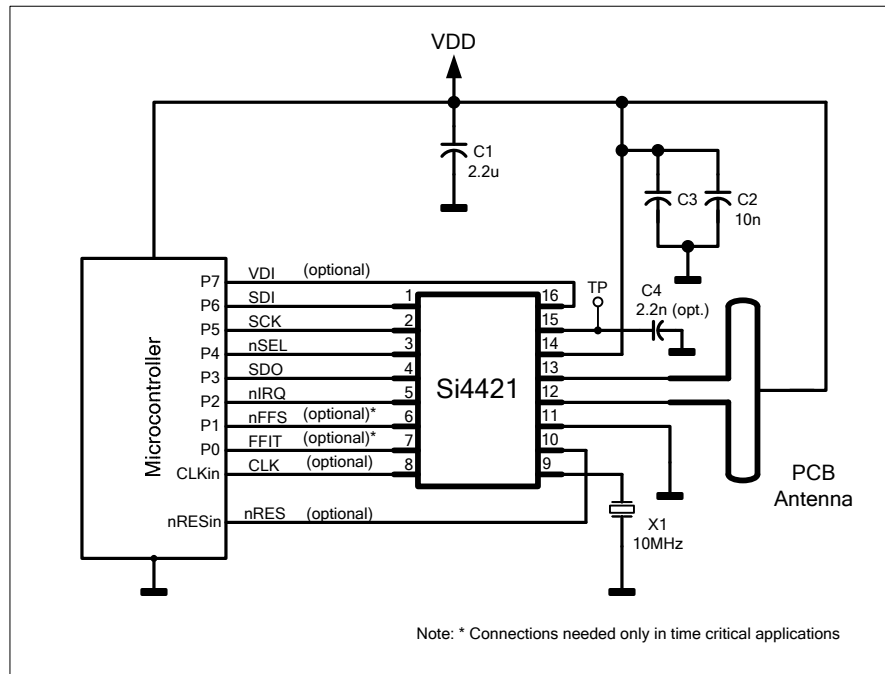 VDD
C1
2.2u
C3
C2
10n
Microcontroller
P7 VDI (optional)
P6 SDI 1
P5 SCK 2
P4 nSEL 3
P3 SDO 4
P2 nIRQ 5
P1 nFFS (optional)* 6
P0 FFIT (optional)* 7
CLKin CLK (optional) 8
nRESin nRES (optional)
Si4421
16
15
14
13
12
11
10
9
TP
C4
2.2n (opt.)
X1
10MHz
PCB
Antenna
Note: * Connections needed only in time critical applications